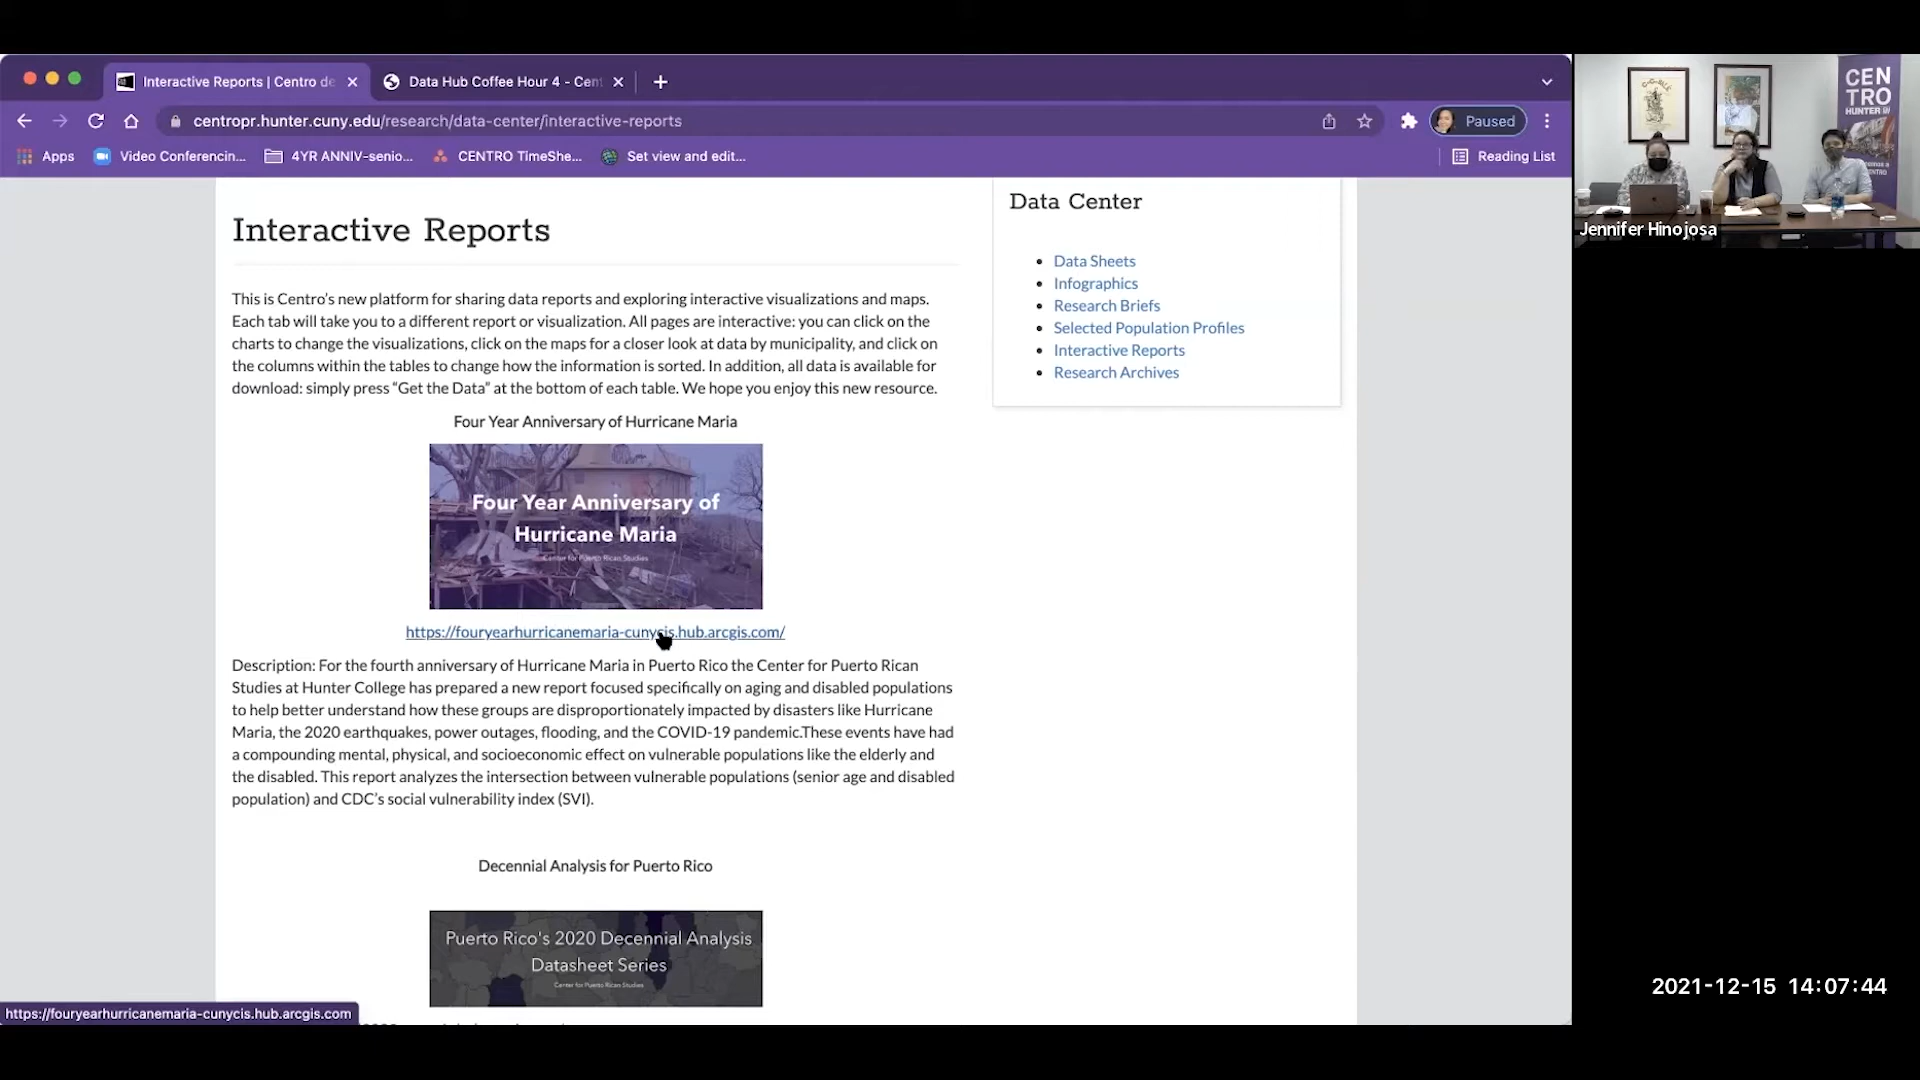 Interactive Reports | Centro de
Data Hub Coffee Hour 4 - Cen
centropr.hunter.cuny.edu/research/data-center/interactive-reports
Paused
Apps
Video Conferencin...
4YR ANNIV-senio...
CENTRO TimeShe...
Set view and edit...
Reading List
Interactive Reports
This is Centro's new platform for sharing data reports and exploring interactive visualizations and maps.
Each tab will take you to a different report or visualization. All pages are interactive: you can click on the
charts to change the visualizations, click on the maps for a closer look at data by municipality, and click on
the columns within the tables to change how the information is sorted. In addition, all data is available for
download: simply press “Get the Data” at the bottom of each table. We hope you enjoy this new resource.
Four Year Anniversary of Hurricane Maria
Four Year Anniversary of
Hurricane Maria
Center for Puerto Rican Studies
https://fouryearhurricanemaria-cunycis.hub.arcgis.com/
Description: For the fourth anniversary of Hurricane Maria in Puerto Rico the Center for Puerto Rican
Studies at Hunter College has prepared a new report focused specifically on aging and disabled populations
to help better understand how these groups are disproportionately impacted by disasters like Hurricane
Maria, the 2020 earthquakes, power outages, flooding, and the COVID-19 pandemic.These events have had
a compounding mental, physical, and socioeconomic effect on vulnerable populations like the elderly and
the disabled. This report analyzes the intersection between vulnerable populations (senior age and disabled
population) and CDC's social vulnerability index (SVI).
Decennial Analysis for Puerto Rico
Puerto Rico's 2020 Decennial Analysis
Datasheet Series
Center for Puerto Rican Studies
Data Center
Data Sheets
Infographics
Research Briefs
Selected Population Profiles
Interactive Reports
Research Archives
https://fouryearhurricanemaria-cunycis.hub.arcgis.com
CEN
TRO
HUNTER
Jennifer Hinojosa
2021-12-15 14:07:44